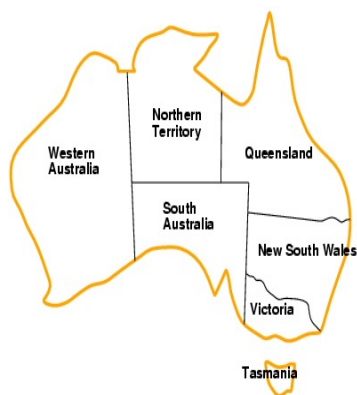 Northern
Territory
Western
Australia
Queensland
South
Australia
New South Wales
Victoria
Tasmania